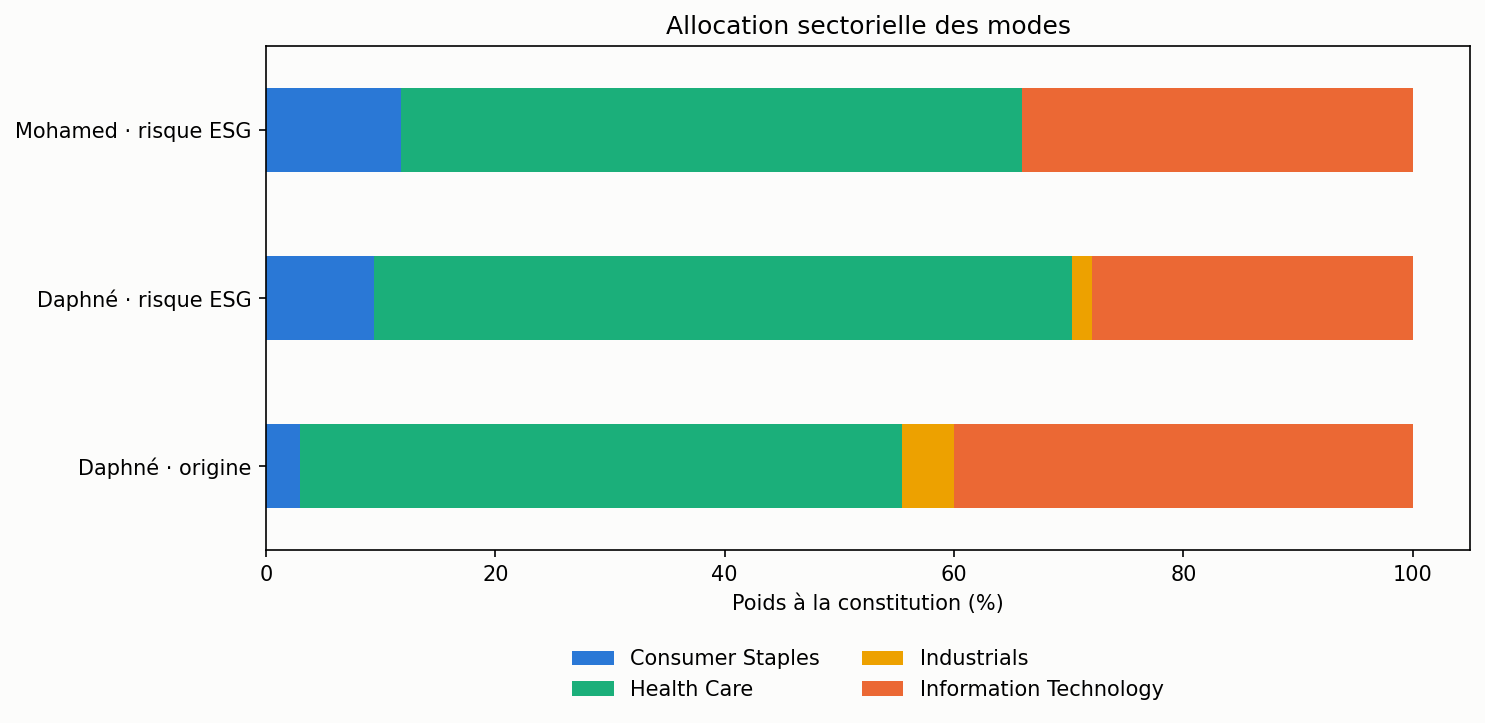 Allocation sectorielle des modes
Mohamed · risque ESG
Daphné · risque ESG
Daphné · origine
0 20 40 60 80 100
Poids à la constitution (%)
Consumer Staples
Health Care
Industrials
Information Technology